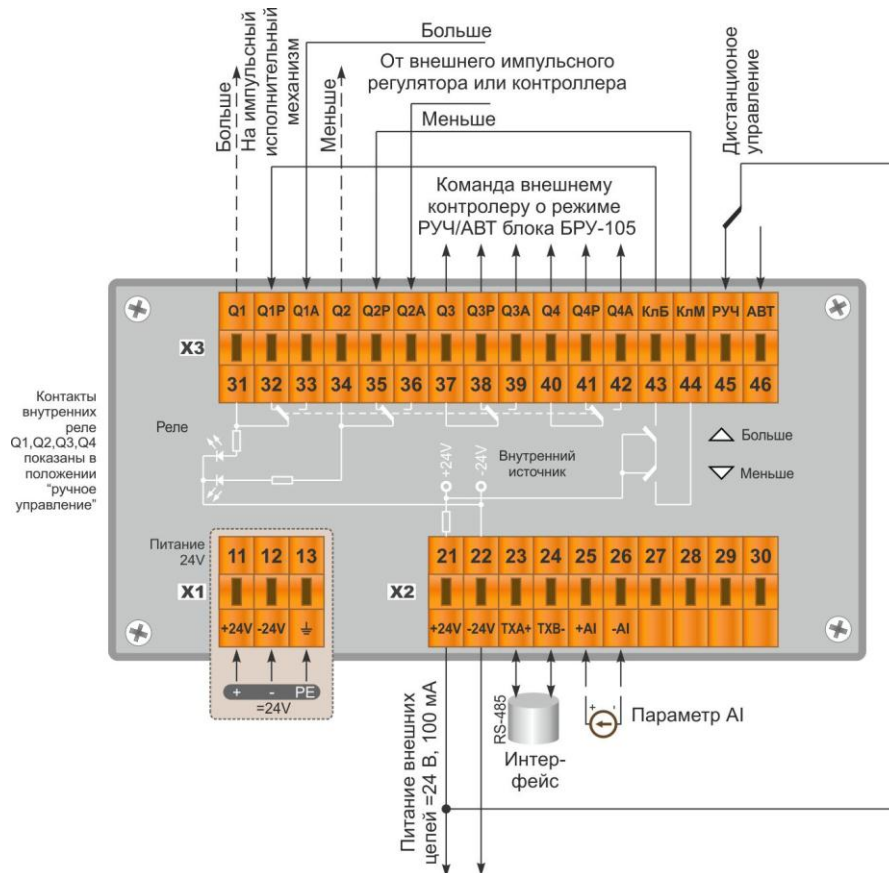 Больше
На импульсный
исполнительный
механизм
Меньше
Больше
От внешнего импульсного
регулятора или контроллера
Меньше
Команда внешнему
контролеру о режиме
РУЧ/АВТ блока БРУ-105
Дистанционое
управление
Q1 Q1P Q1A Q2 Q2P Q2A Q3 Q3P Q3A Q4 Q4P Q4A КлБ КлМ РУЧ АВТ
X3
31 32 33 34 35 36 37 38 39 40 41 42 43 44 45 46
Контакты
внутренних
реле
Q1,Q2,Q3,Q4
показаны в
положении
"ручное
управление"
Реле
+24V
-24V
Внутренний
источник
Больше
Меньше
Питание
24V
11 12 13
X1
+24V -24V
+ - PE
=24V
21 22 23 24 25 26 27 28 29 30
X2
+24V -24V TXA+ TXB- +AI -AI
Питание внешних
цепей =24 В, 100 мА
RS-485
Интер-
фейс
+ -
Параметр AI